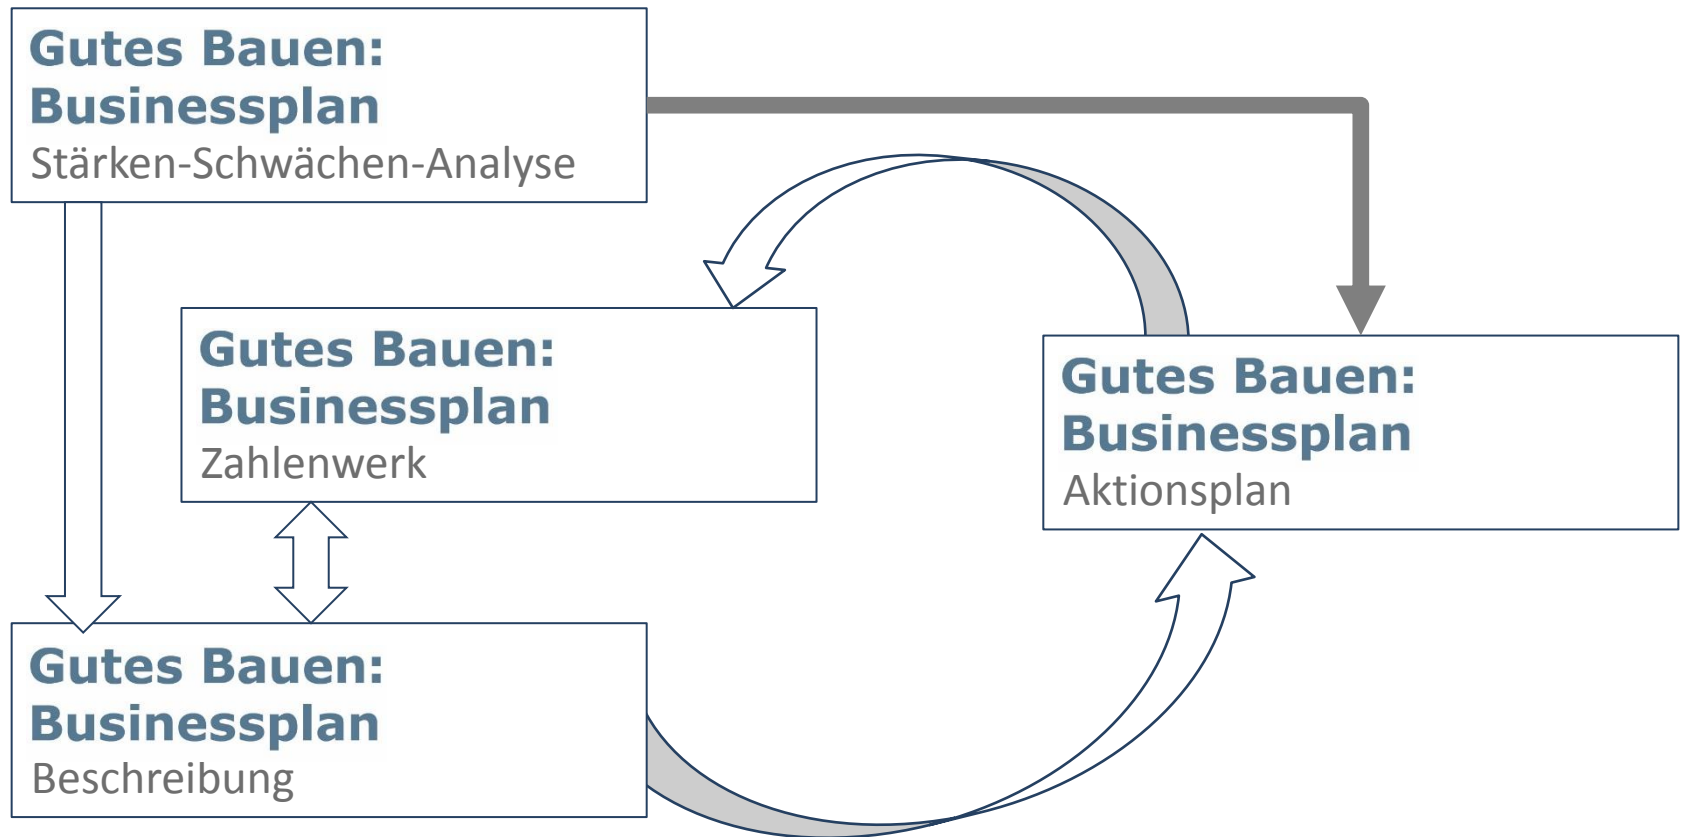 Gutes Bauen:
Businessplan
Stärken-Schwächen-Analyse
Gutes Bauen:
Businessplan
Zahlenwerk
Gutes Bauen:
Businessplan
Aktionsplan
Gutes Bauen:
Businessplan
Beschreibung